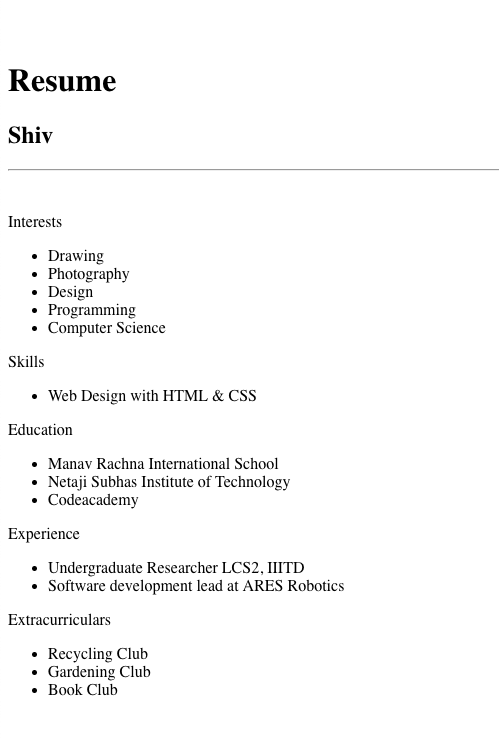 Resume
Shiv
Interests
Drawing
Photography
Design
Programming
Computer Science
Skills
Web Design with HTML & CSS
Education
Manav Rachna International School
Netaji Subhas Institute of Technology
Codeacademy
Experience
Undergraduate Researcher LCS2, IIITD
Software development lead at ARES Robotics
Extracurriculars
Recycling Club
Gardening Club
Book Club